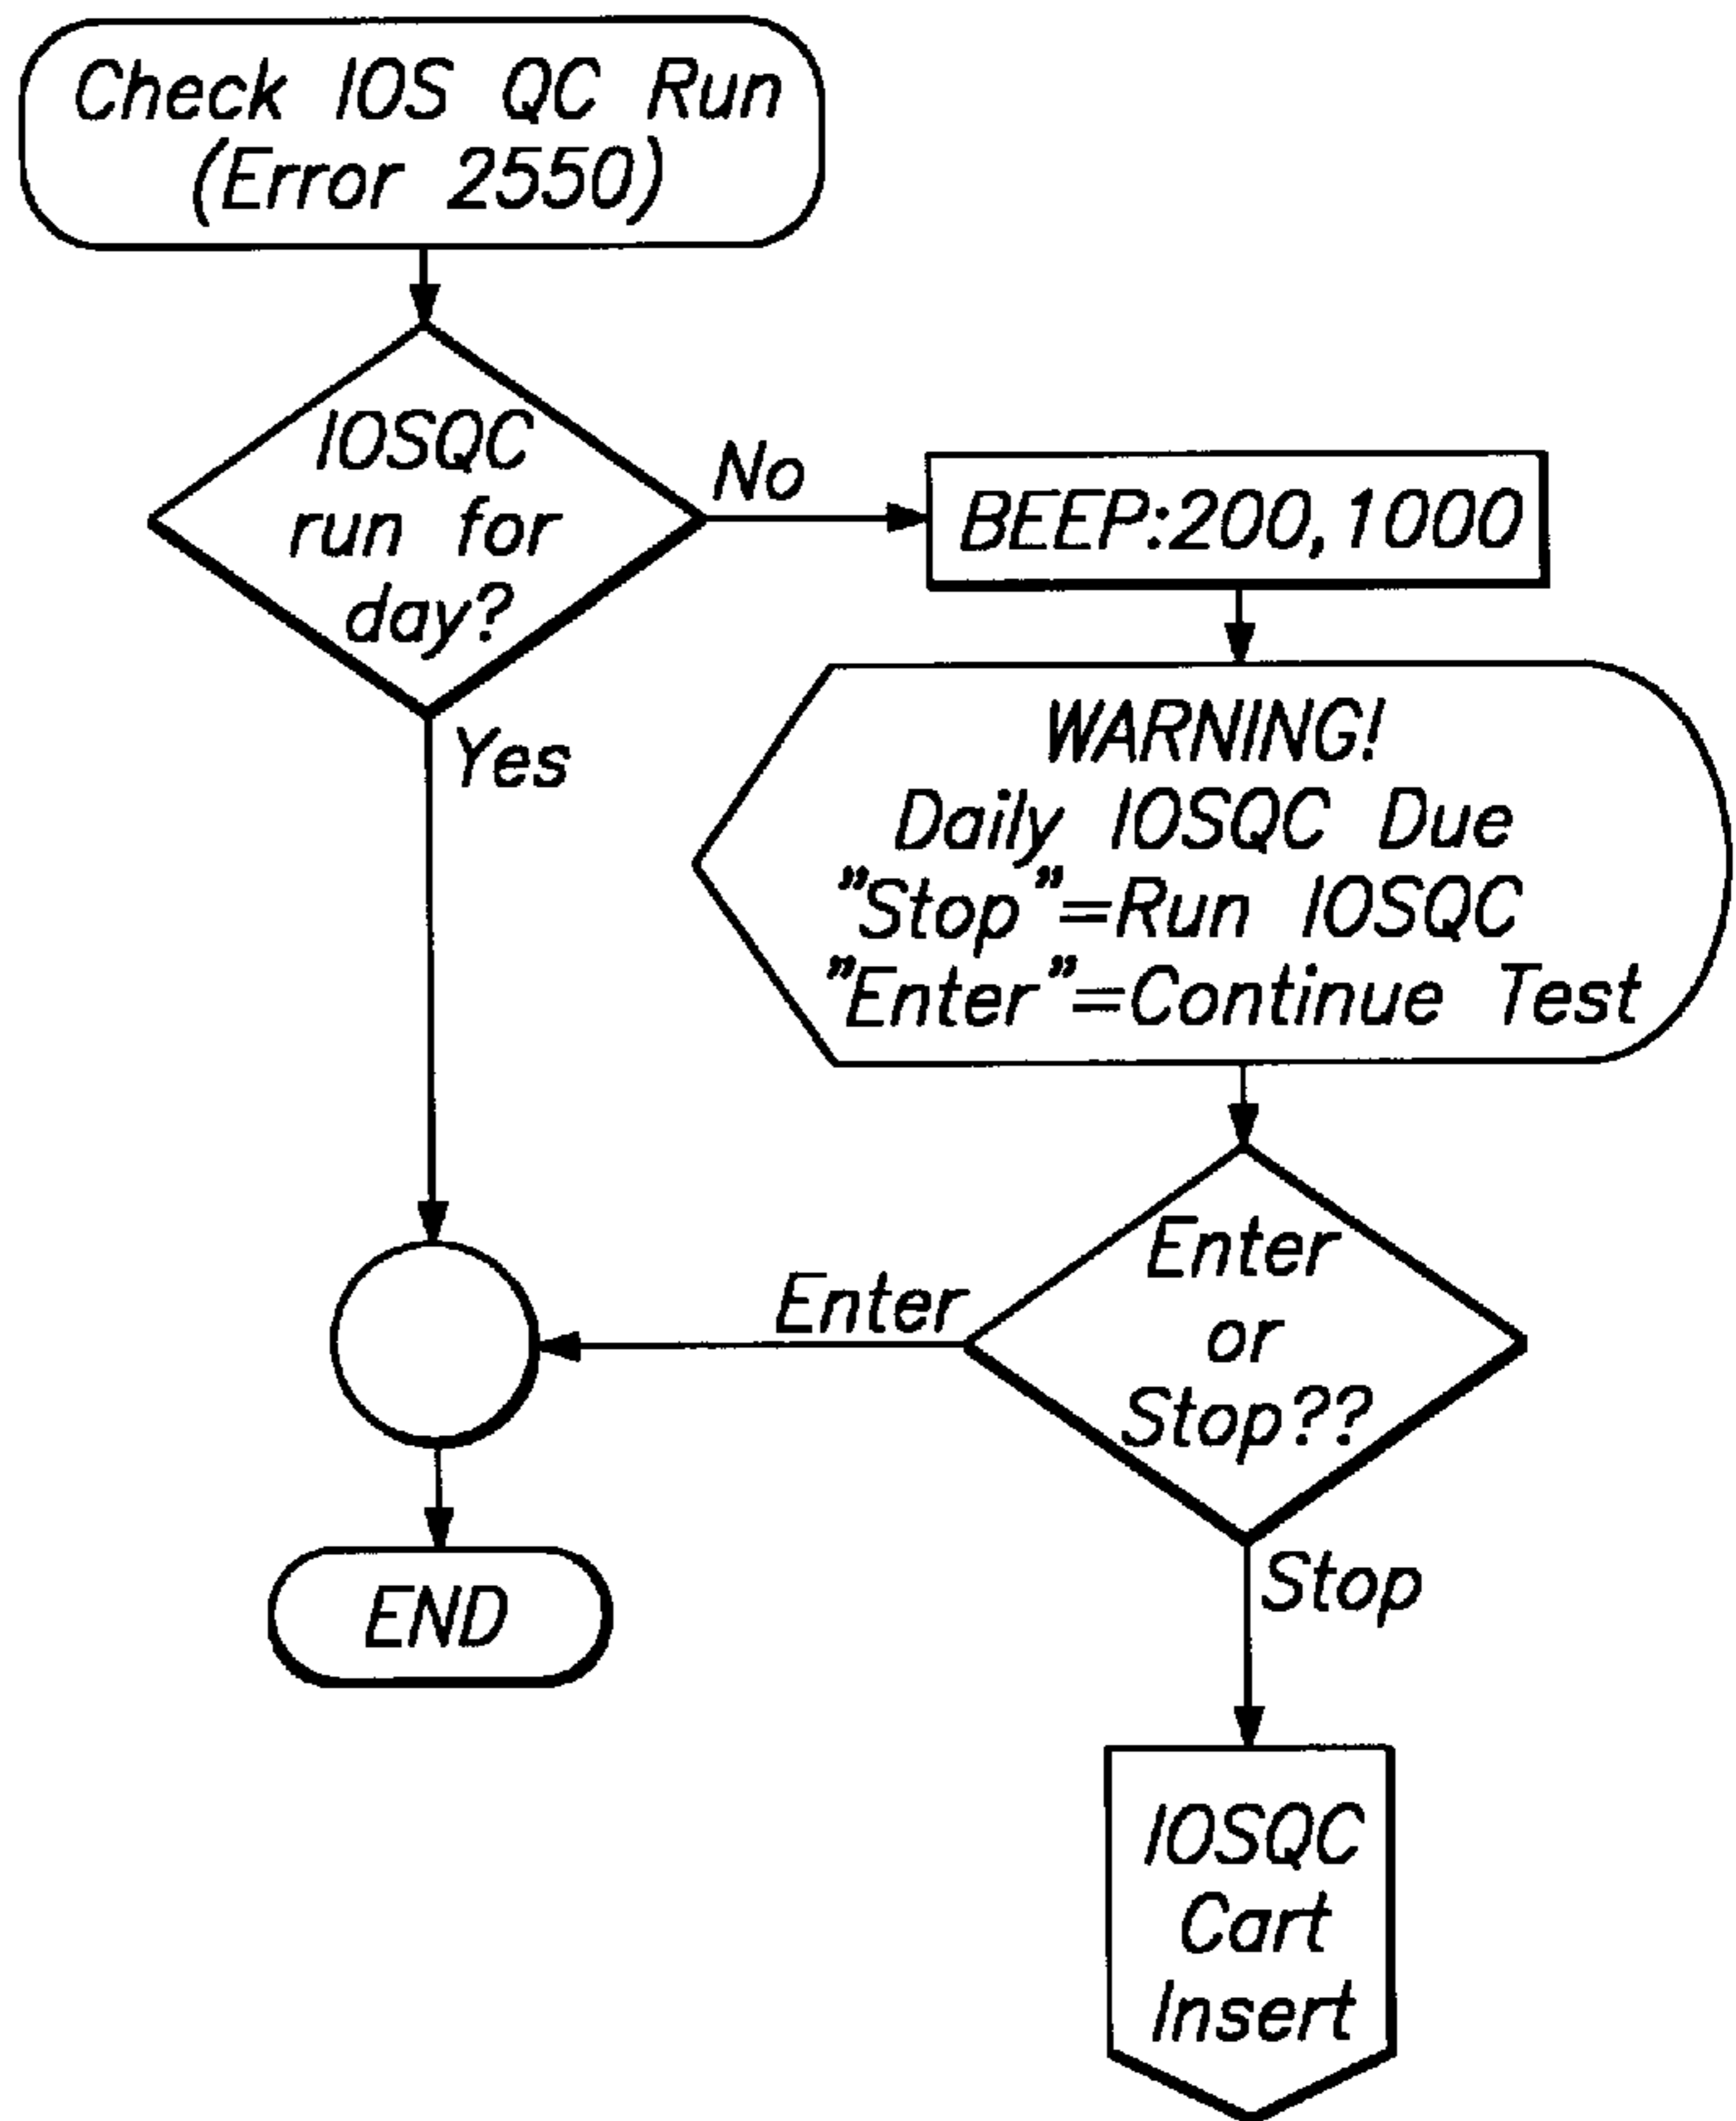 Check IOS QC Run
(Error 2550)
IOSQC
run for
day?
No
BEEP:200,1000
Yes
WARNING!
Daily IOSQC Due
"Stop"=Run IOSQC
"Enter"=Continue Test
Enter
or
Stop??
Enter
Stop
END
IOSQC
Cart
Insert